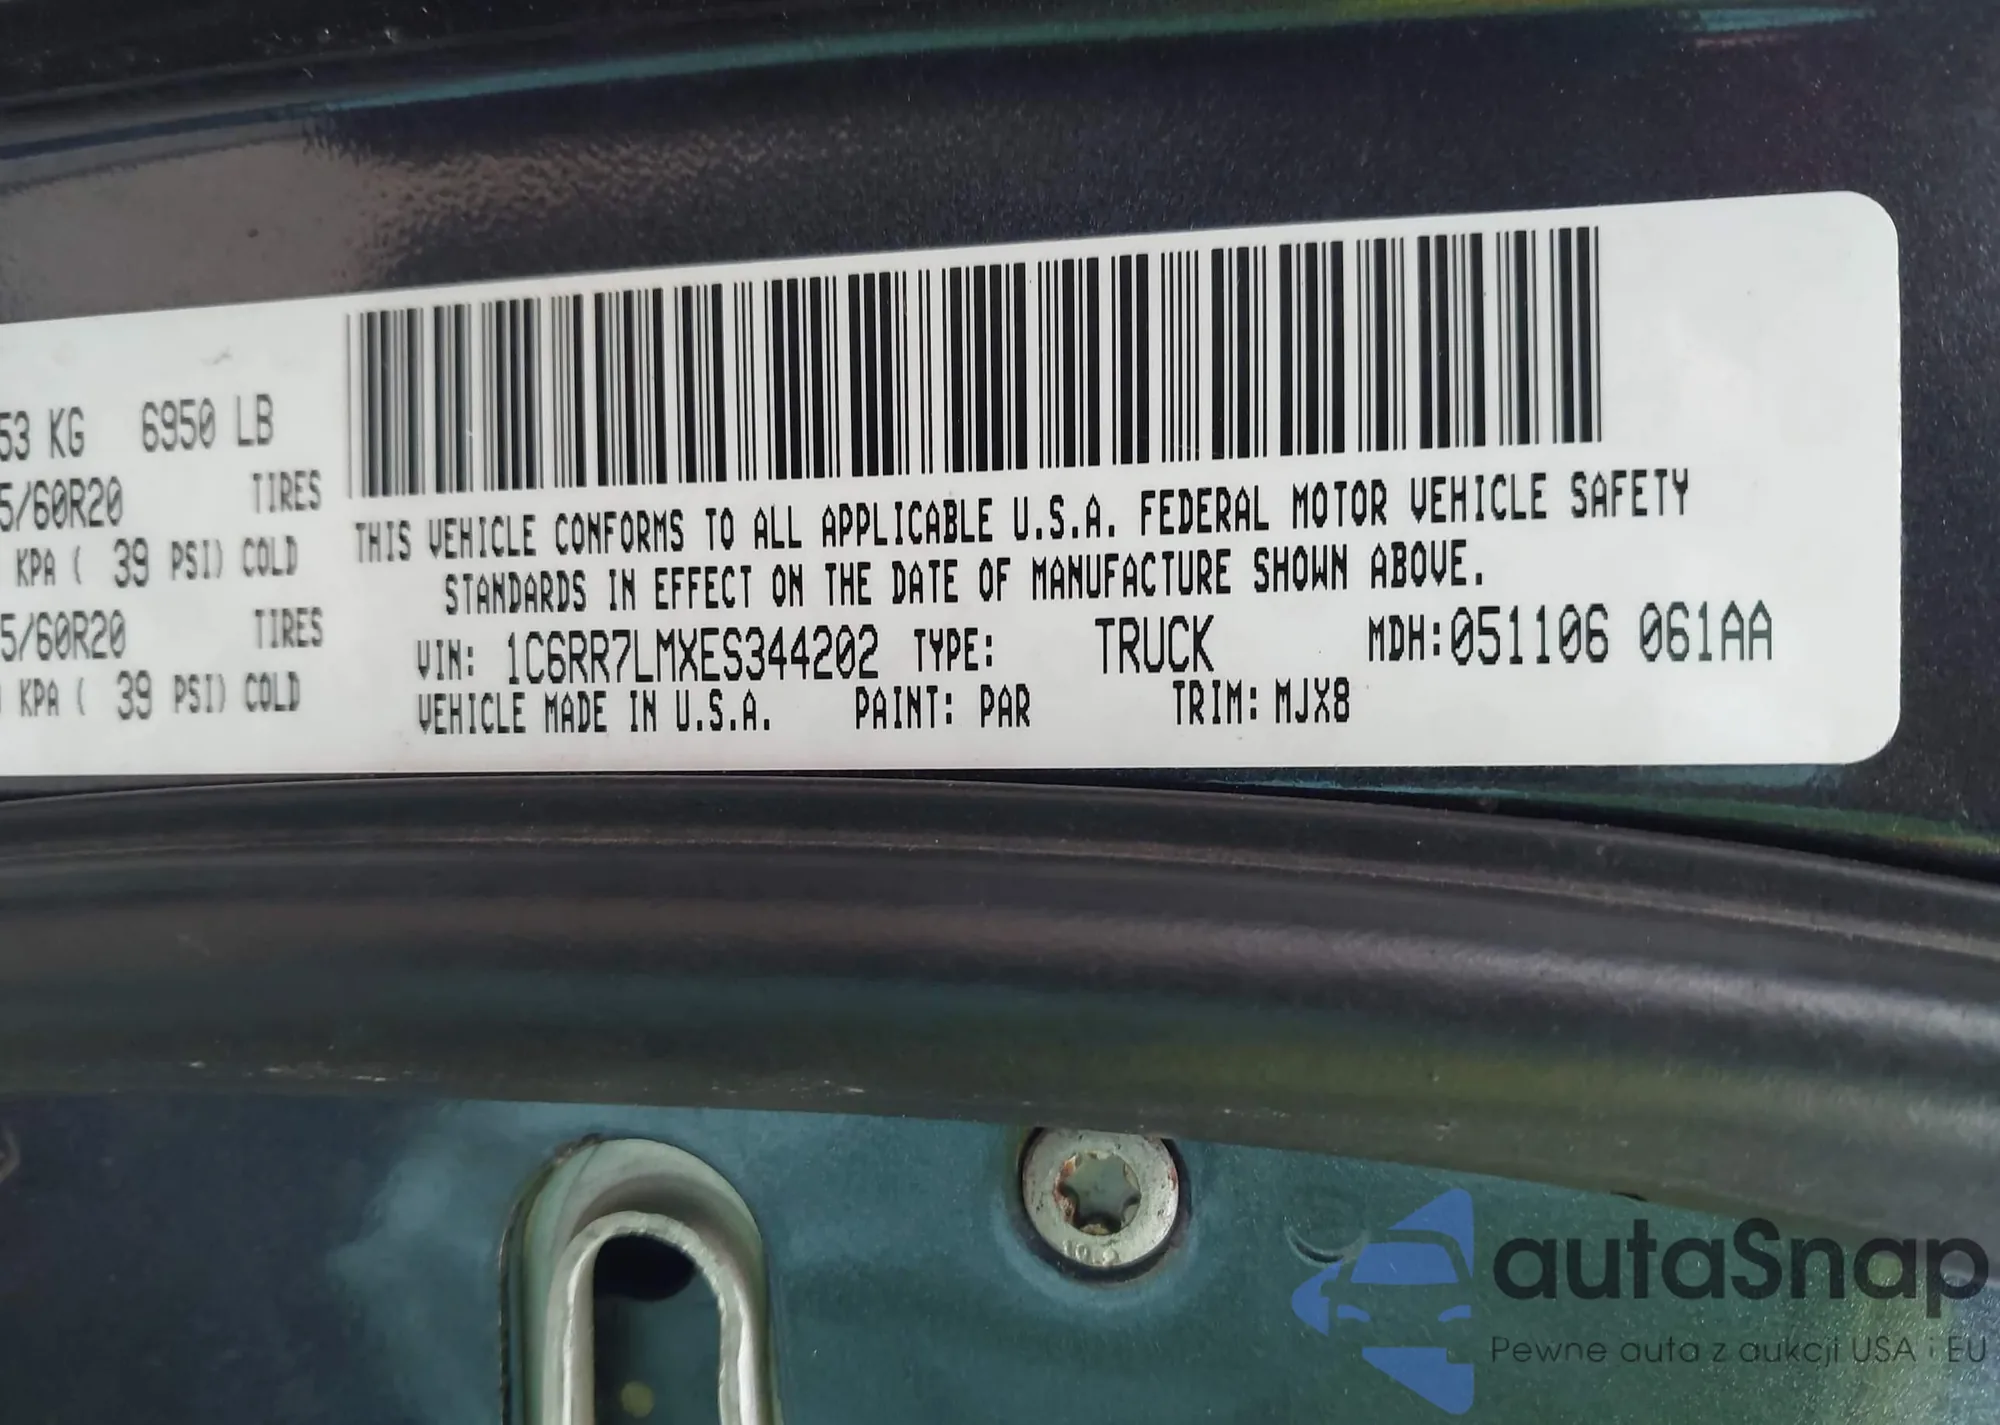 53 KG 6950 LB
5/60R20 TIRES
KPA ( 39 PSI) COLD
5/60R20 TIRES
KPA ( 39 PSI) COLD
THIS VEHICLE CONFORMS TO ALL APPLICABLE U.S.A. FEDERAL MOTOR VEHICLE SAFETY
STANDARDS IN EFFECT ON THE DATE OF MANUFACTURE SHOWN ABOVE.
VIN: 1C6RR7LMXES344202 TYPE: TRUCK MDH:051106 061AA
VEHICLE MADE IN U.S.A. PAINT: PAR TRIM: MJX8
10.9
autaSnap
Pewne auta z aukcji USA i EU